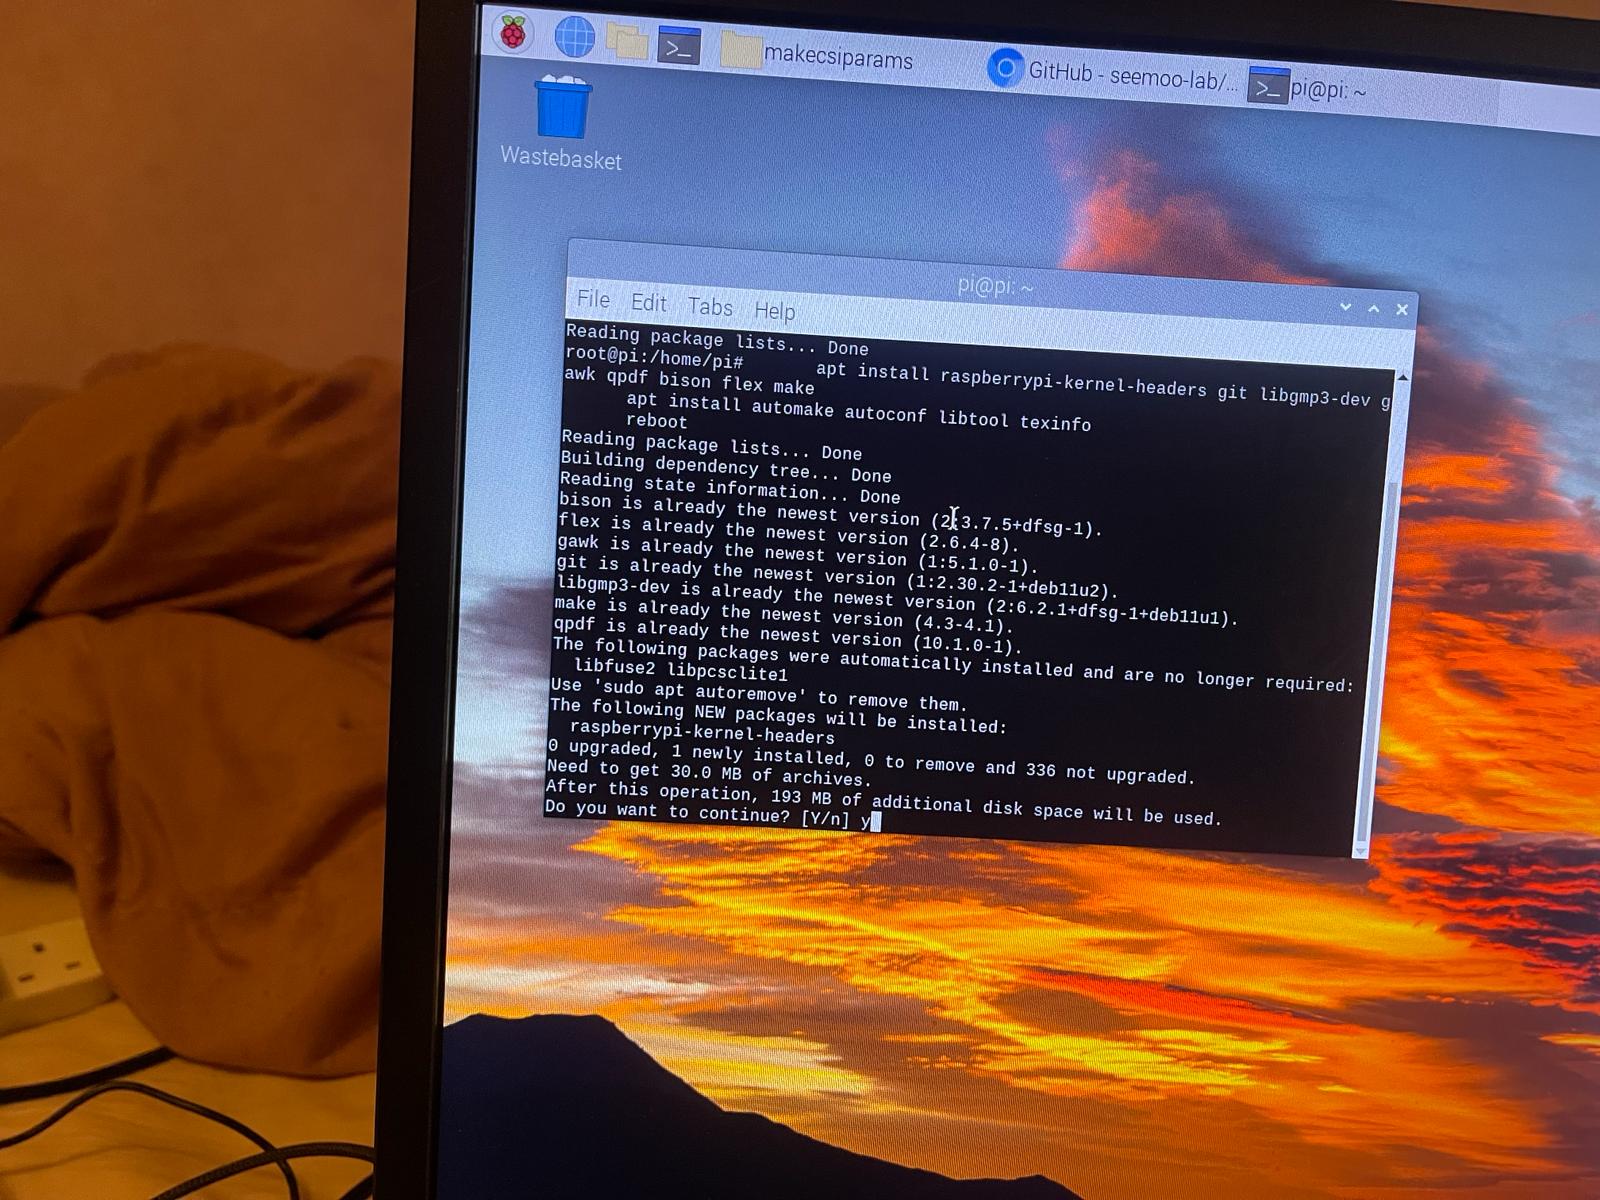 makecsiparams
GitHub - seemoo-lab/...
pi@pi: ~
Wastebasket
pi@pi: ~
File Edit Tabs Help
Reading package lists... Done
root@pi:/home/pi# apt install raspberrypi-kernel-headers git libgmp3-dev g
awk qpdf bison flex make
apt install automake autoconf libtool texinfo
reboot
Reading package lists... Done
Building dependency tree... Done
Reading state information... Done
bison is already the newest version (2:3.7.5+dfsg-1).
flex is already the newest version (2.6.4-8).
gawk is already the newest version (1:5.1.0-1).
git is already the newest version (1:2.30.2-1+deb11u2).
libgmp3-dev is already the newest version (2:6.2.1+dfsg-1+deb11u1).
make is already the newest version (4.3-4.1).
qpdf is already the newest version (10.1.0-1).
The following packages were automatically installed and are no longer required:
libfuse2 libpcsclite1
Use 'sudo apt autoremove' to remove them.
The following NEW packages will be installed:
raspberrypi-kernel-headers
0 upgraded, 1 newly installed, 0 to remove and 336 not upgraded.
Need to get 30.0 MB of archives.
After this operation, 193 MB of additional disk space will be used.
Do you want to continue? [Y/n] y